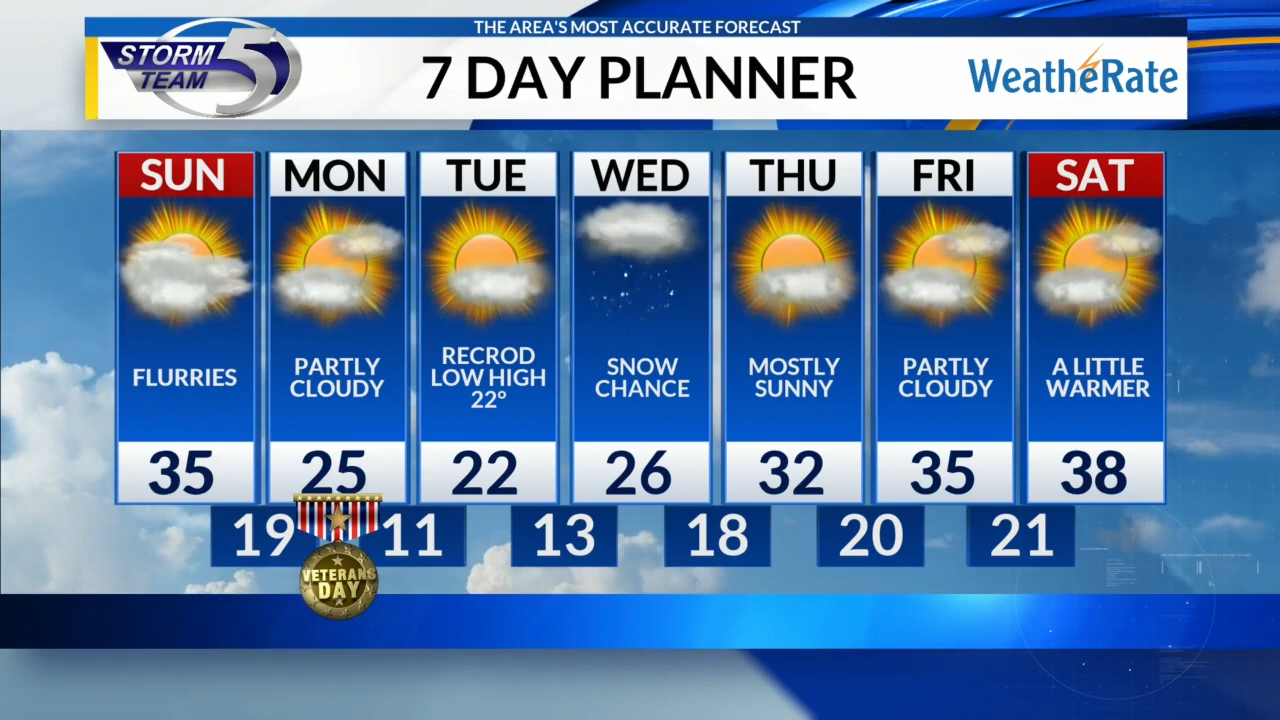 THE AREA'S MOST ACCURATE FORECAST
STORM
TEAM
5
7 DAY PLANNER
WeatheRate
SUN
MON
TUE
WED
THU
FRI
SAT
FLURRIES
PARTLY
CLOUDY
RECROD
LOW HIGH
22°
SNOW
CHANCE
MOSTLY
SUNNY
PARTLY
CLOUDY
A LITTLE
WARMER
35
25
22
26
32
35
38
19
11
13
18
20
21
VETERANS
DAY